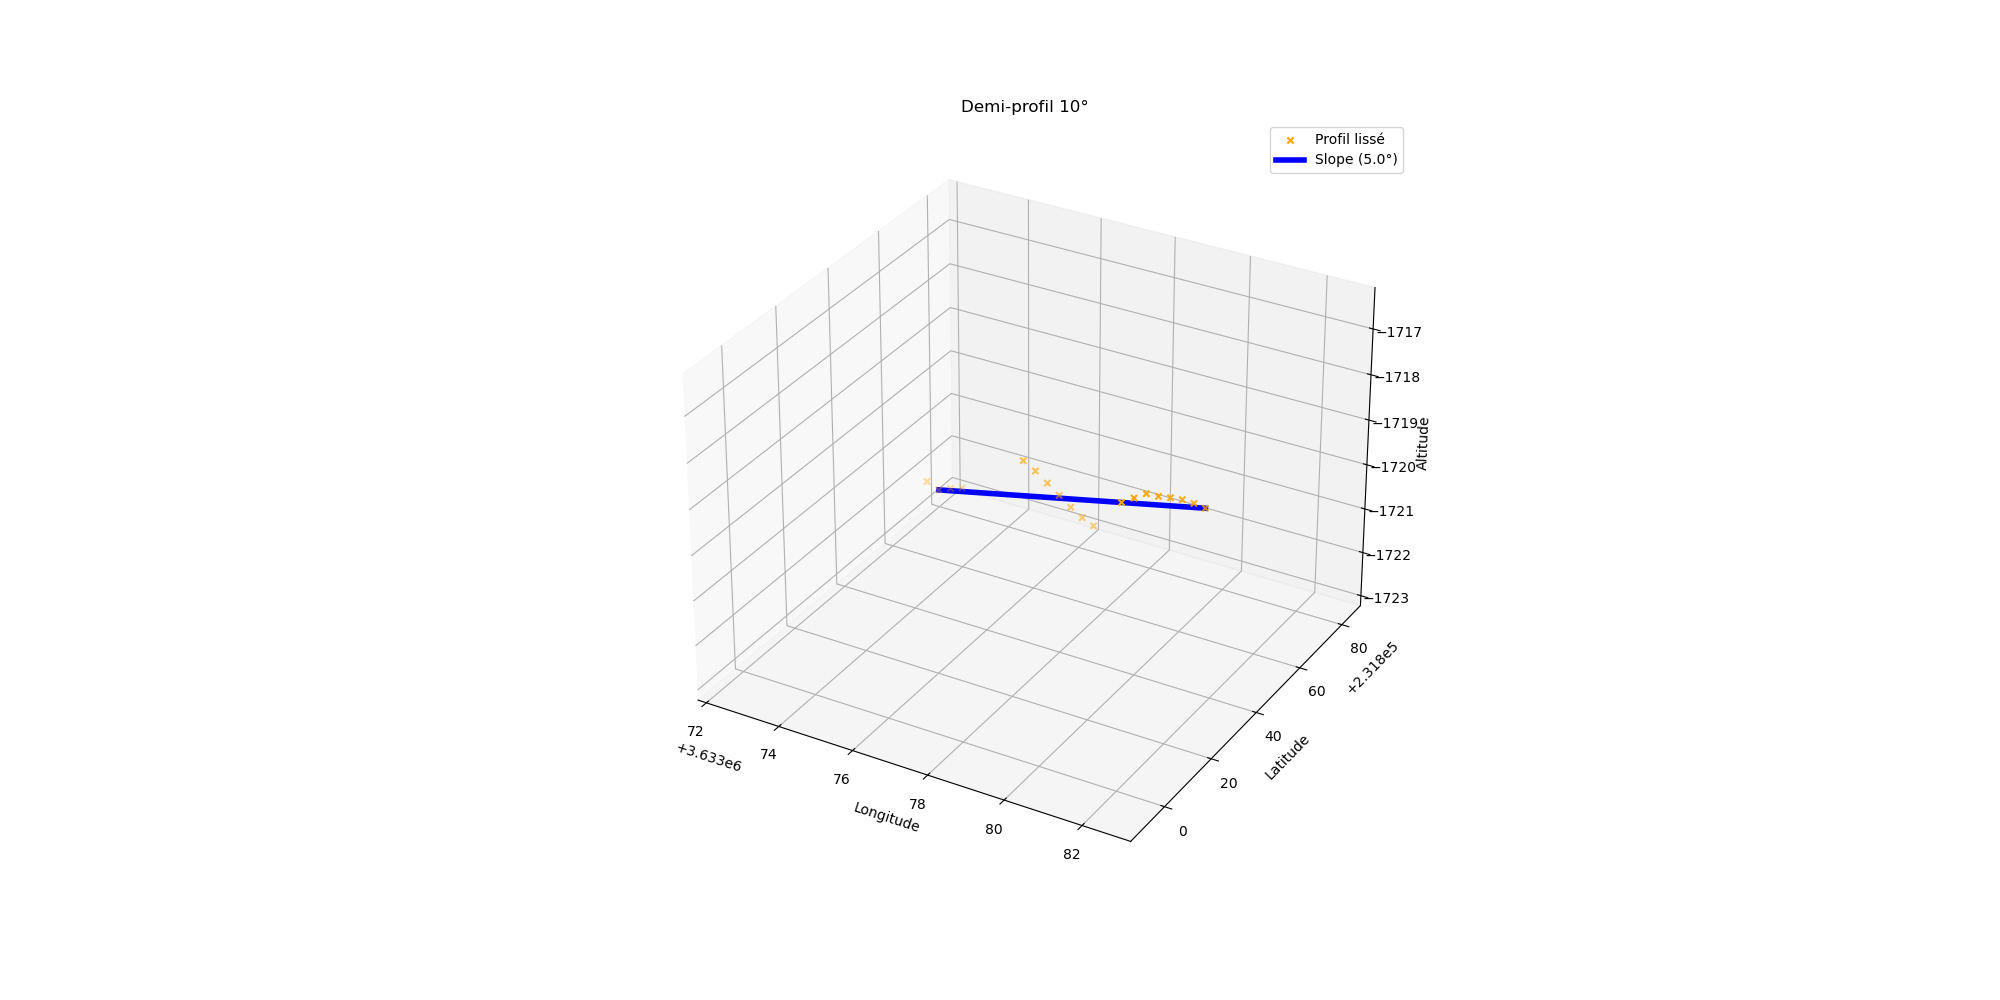 Demi-profil 10°
Profil lissé
Slope (5.0°)
−1717
−1718
−1719
−1720
−1721
−1722
−1723
Altitude
80
60
40
20
0
+2.318e5
Latitude
72
74
76
78
80
82
+3.633e6
Longitude